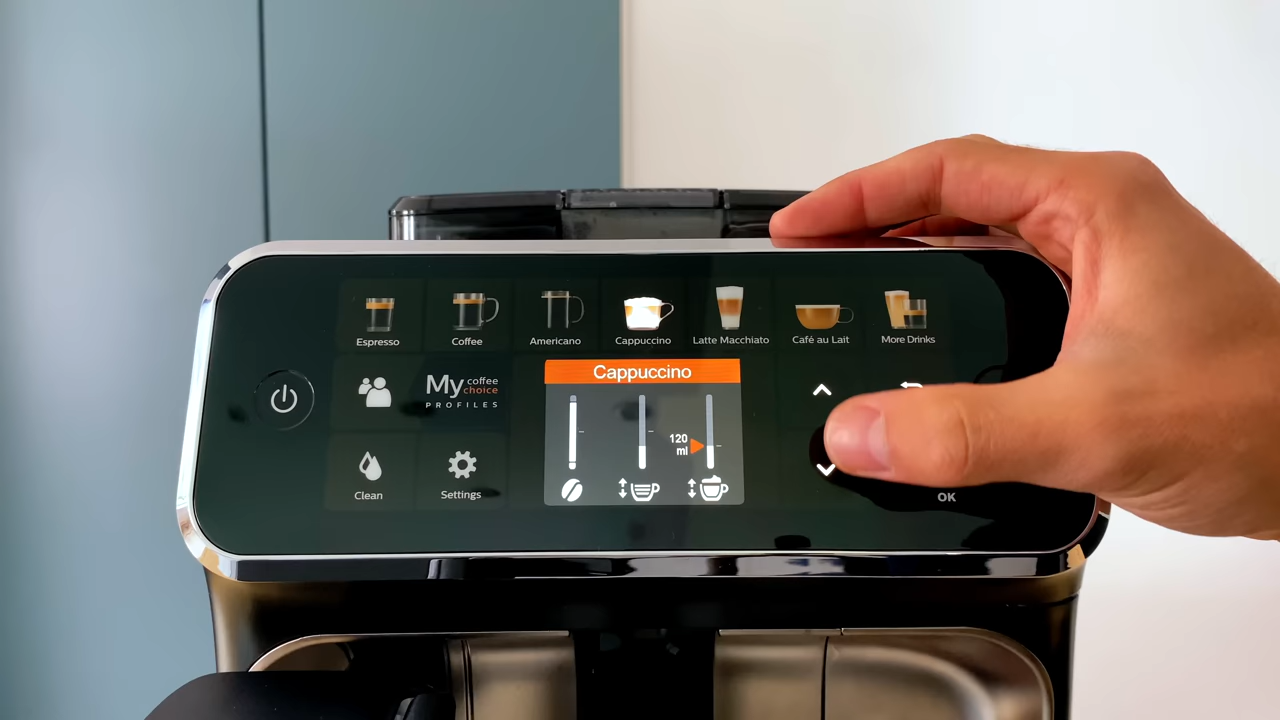 Espresso
Coffee
Americano
Cappuccino
Latte Macchiato
Café au Lait
More Drinks
My coffee
choice
PROFILES
Cappuccino
120
ml
Clean
Settings
OK